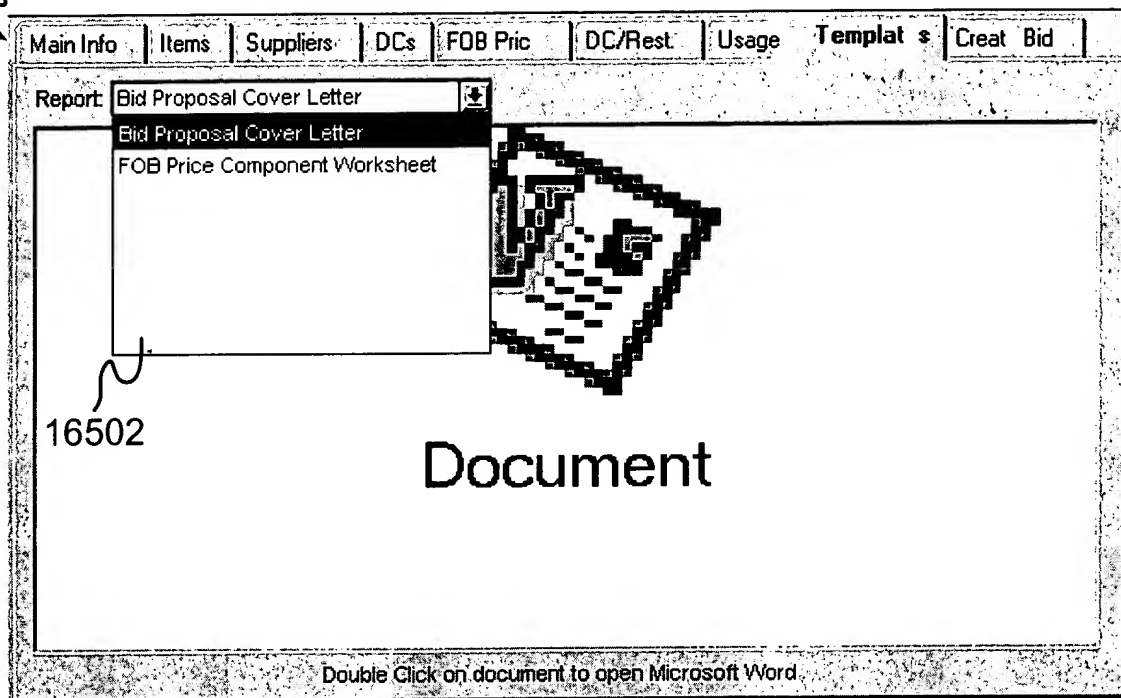 Main Info Items Suppliers DCs FOB Pric DC/Rest. Usage Templat s Creat Bid
Report: Bid Proposal Cover Letter
Bid Proposal Cover Letter
FOB Price Component Worksheet
16502
Document
Double Click on document to open Microsoft Word